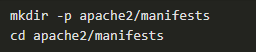 mkdir -p apache2/manifests
cd apache2/manifests